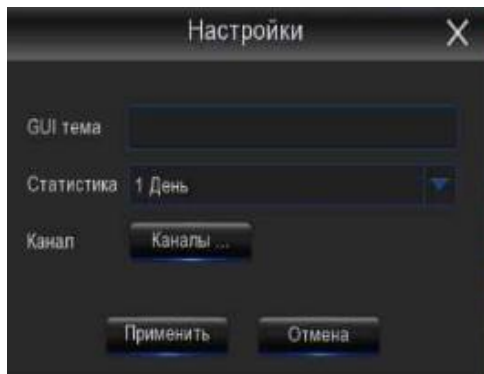 Настройки
GUI тема
Статистика 1 День
Канал Каналы ...
Применить Отмена